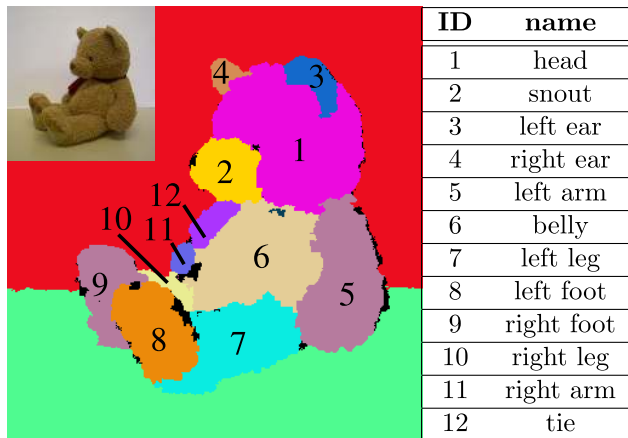 4
3
1
2
12
10
11
6
9
5
8
7
ID name
1 head
2 snout
3 left ear
4 right ear
5 left arm
6 belly
7 left leg
8 left foot
9 right foot
10 right leg
11 right arm
12 tie